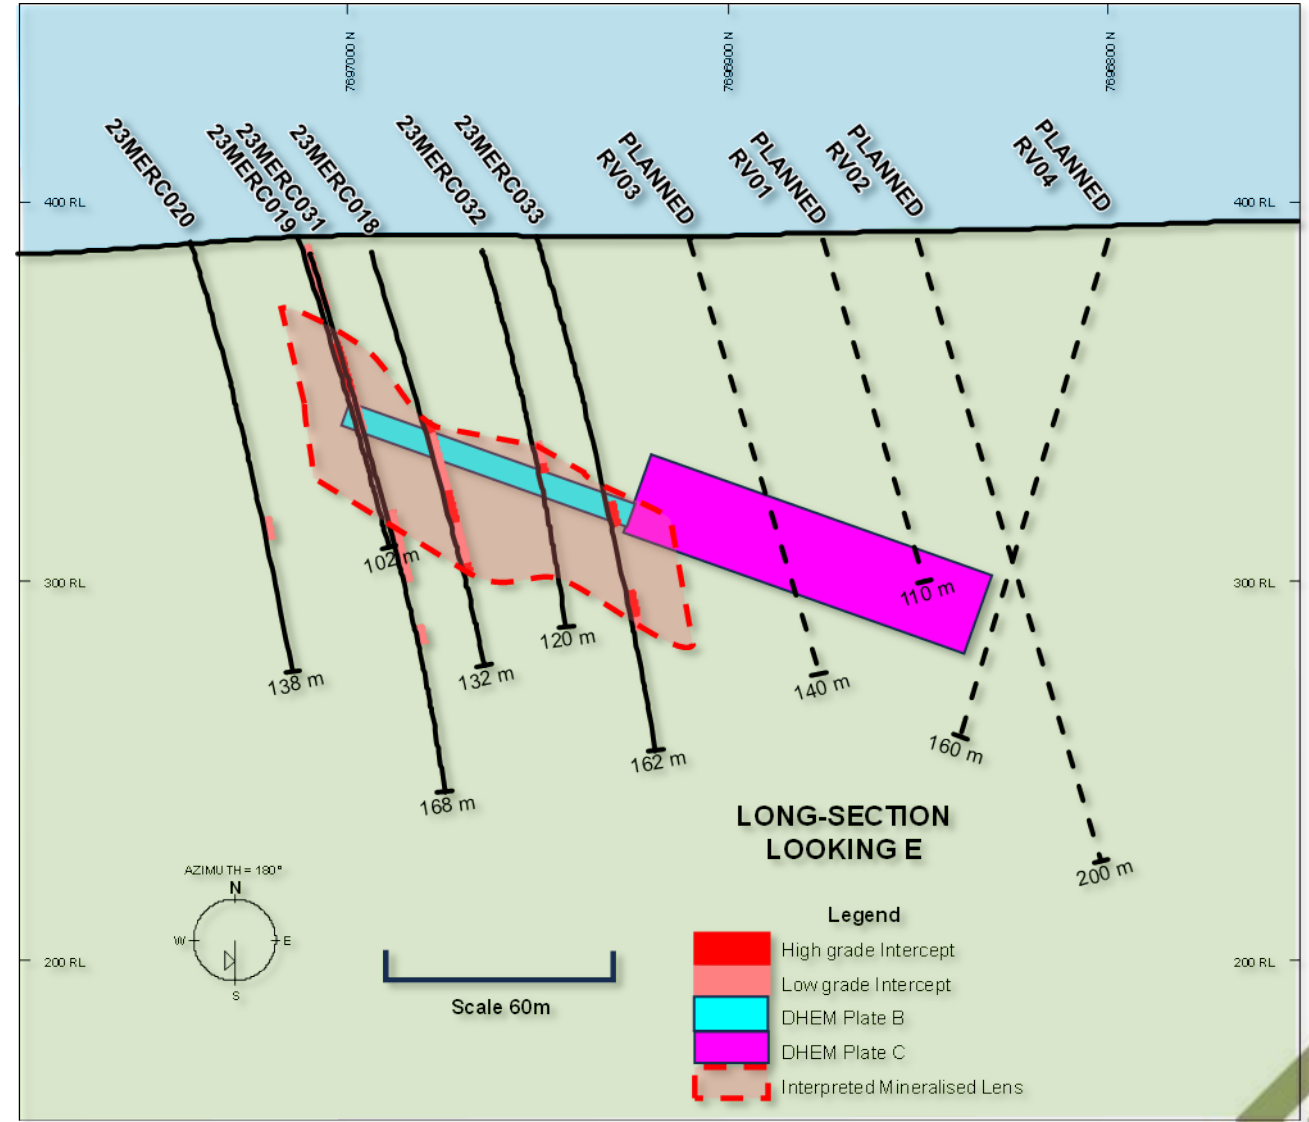 7697000 N
7696900 N
7696800 N
23MERC020
23MERC019
23MERC031
23MERC018
23MERC032
23MERC033
PLANNED
RV03
PLANNED
RV01
PLANNED
RV02
PLANNED
RV04
400 RL
400 RL
300 RL
300 RL
102 m
110 m
120 m
138 m
132 m
140 m
162 m
160 m
168 m
200 m
LONG-SECTION
LOOKING E
AZIMUTH = 180°
N
W
E
S
200 RL
200 RL
Scale 60m
Legend
High grade Intercept
Low grade Intercept
DHEM Plate B
DHEM Plate C
Interpreted Mineralised Lens